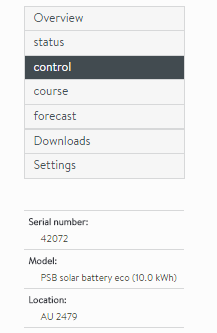 Overview
status
control
course
forecast
Downloads
Settings
Serial number:
42072
Model:
PSB solar battery eco (10.0 kWh)
Location:
AU 2479